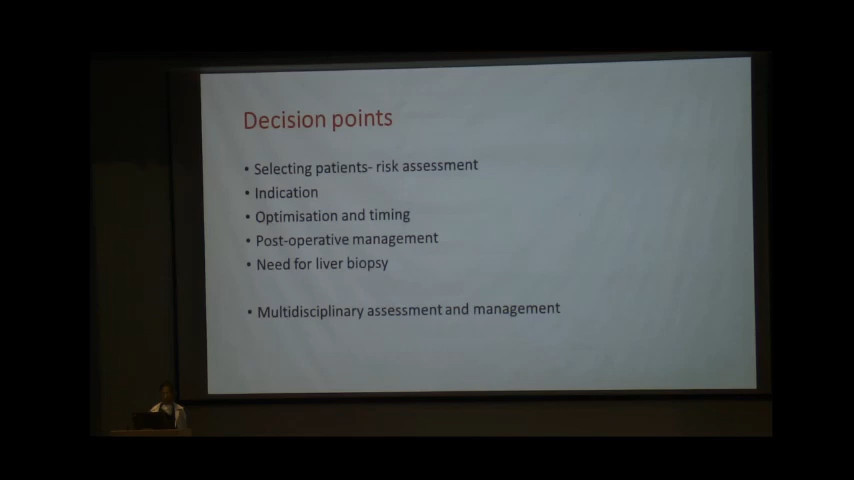 Decision points
• Selecting patients- risk assessment
• Indication
• Optimisation and timing
• Post-operative management
• Need for liver biopsy
• Multidisciplinary assessment and management